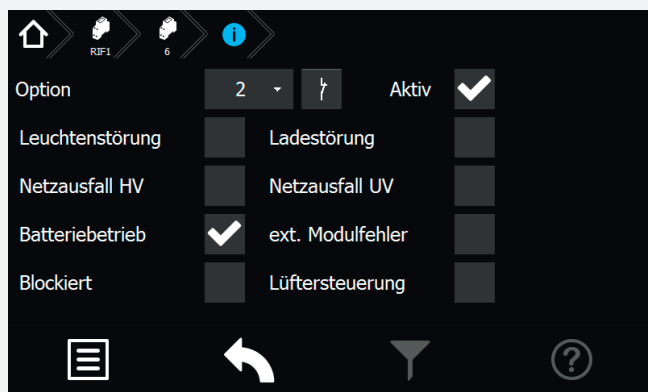 RIF1 6 i
Option 2 Aktiv
Leuchtenstörung Ladestörung
Netzausfall HV Netzausfall UV
Batteriebetrieb ext. Modulfehler
Blockiert Lüftersteuerung
?